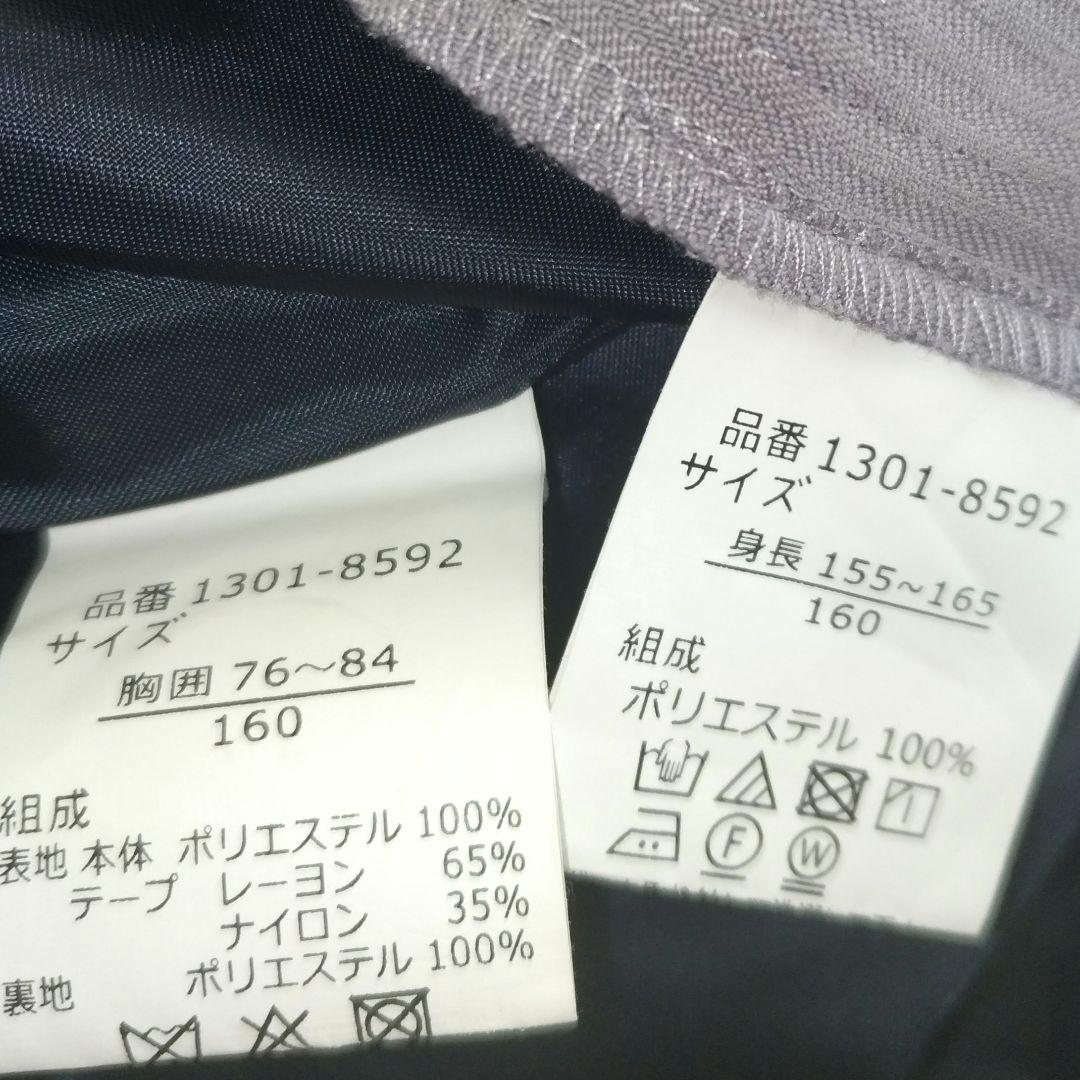 品番 1301-8592
サイズ
胸囲 76～84
160
組成
表地 本体 ポリエステル 100%
テープ レーヨン 65%
ナイロン 35%
裏地 ポリエステル 100%
品番 1301-8592
サイズ
身長 155~165
160
組成
ポリエステル 100%
F W